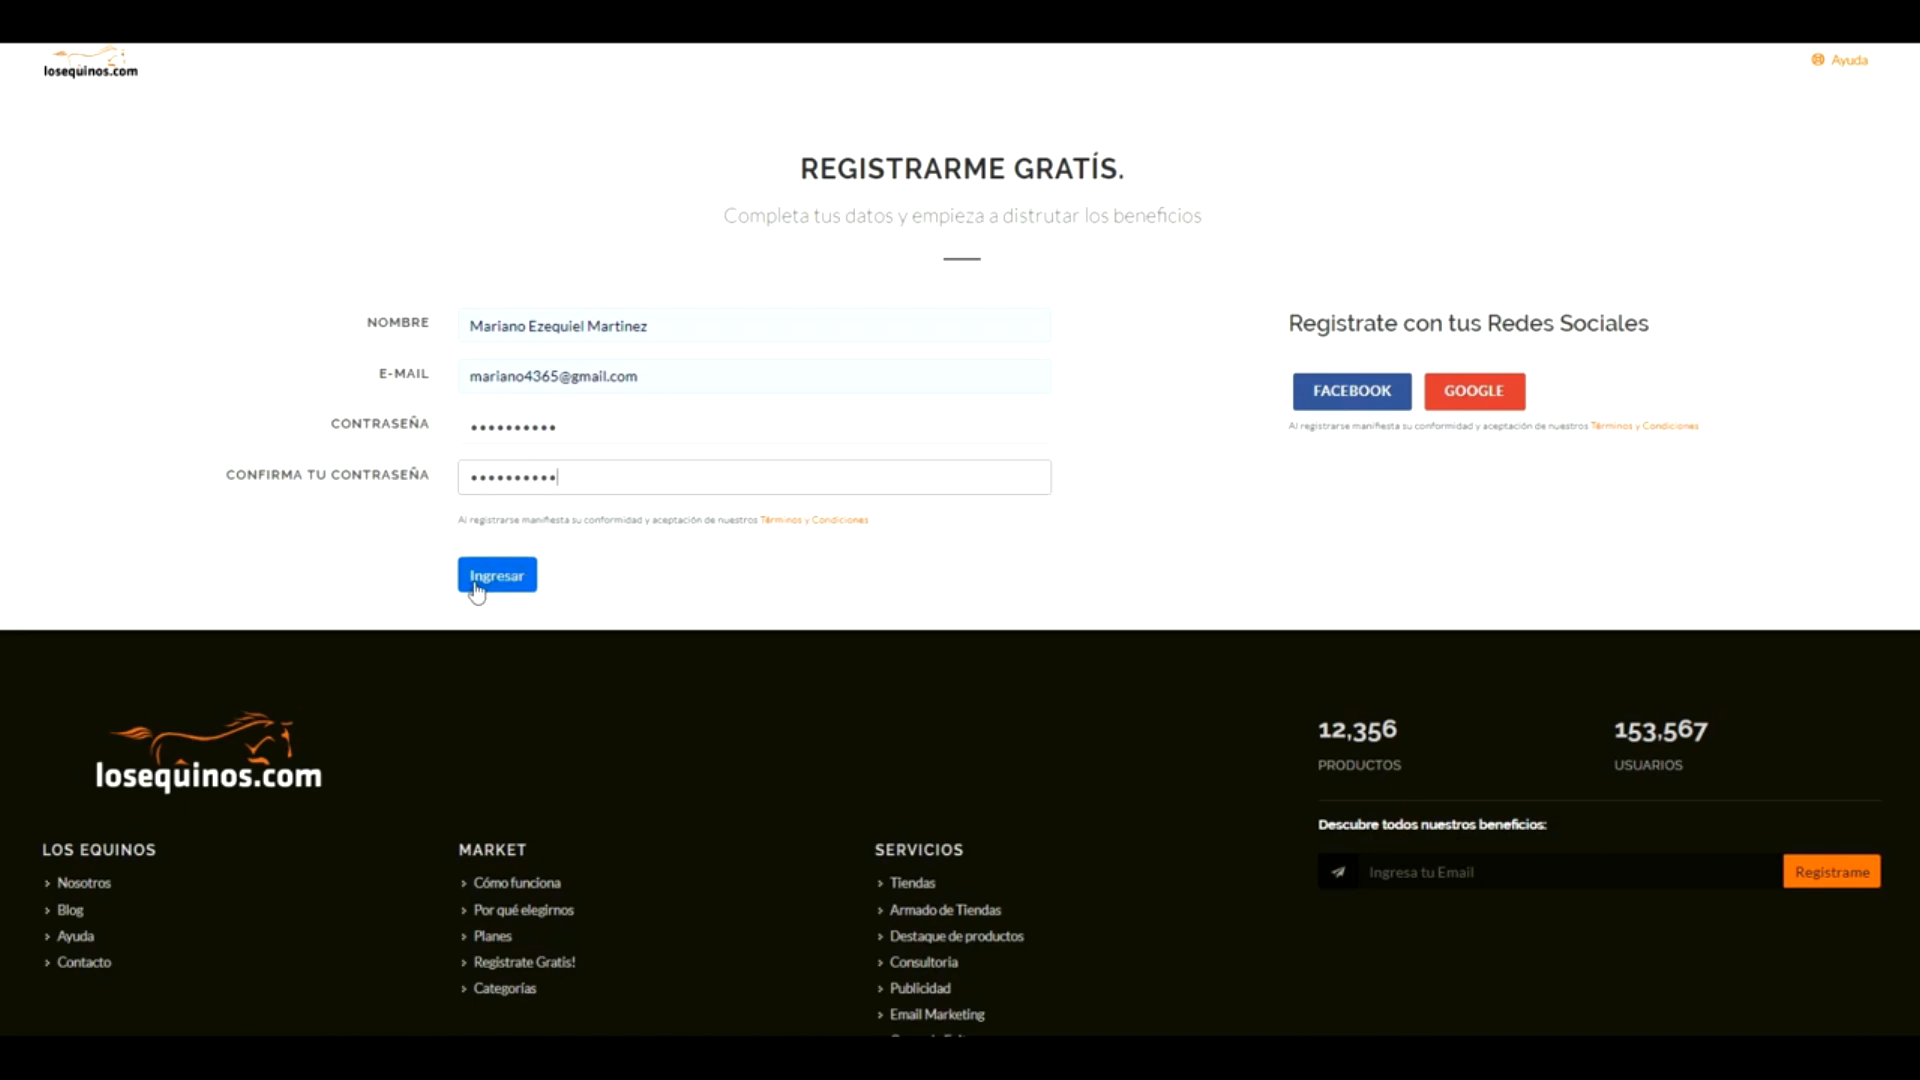 losequinos.com
Ayuda
REGISTRARME GRATÍS.
Completa tus datos y empieza a distrutar los beneficios
NOMBRE
Mariano Ezequiel Martinez
E-MAIL
mariano4365@gmail.com
CONTRASEÑA
••••••••••
CONFIRMA TU CONTRASEÑA
••••••••••
Al registrarse manifiesta su conformidad y aceptación de nuestros Términos y Condiciones
Ingresar
Registrate con tus Redes Sociales
FACEBOOK GOOGLE
Al registrarse manifiesta su conformidad y aceptación de nuestros Términos y Condiciones
losequinos.com
LOS EQUINOS
Nosotros
Blog
Ayuda
Contacto
MARKET
Cómo funciona
Por qué elegirnos
Planes
Registrate Gratis!
Categorías
SERVICIOS
Tiendas
Armado de Tiendas
Destaque de productos
Consultoria
Publicidad
Email Marketing
12,356
PRODUCTOS
153,567
USUARIOS
Descubre todos nuestros beneficios:
Ingresa tu Email
Registrame